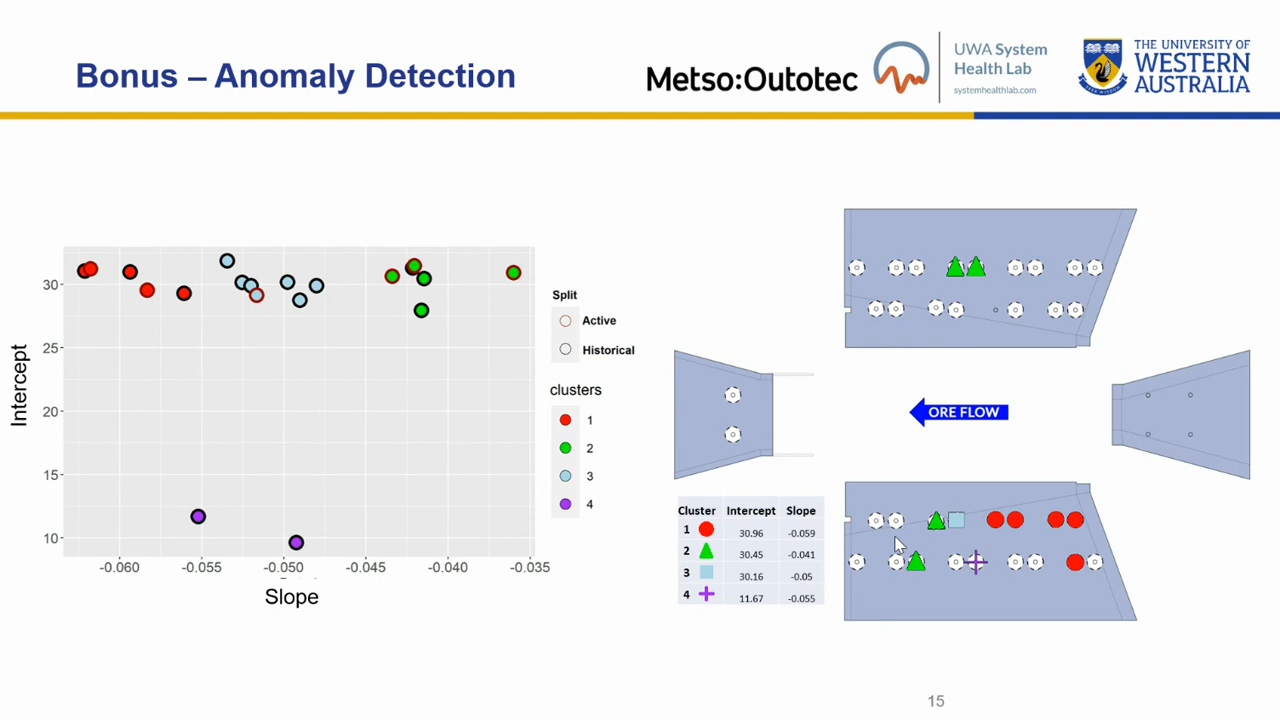 Bonus – Anomaly Detection
Metso:Outotec
UWA System
Health Lab
systemhealthlab.com
THE UNIVERSITY OF
WESTERN
AUSTRALIA
Intercept
30
25
20
15
10
-0.060
-0.055
-0.050
-0.045
-0.040
-0.035
Slope
Split
Active
Historical
clusters
1
2
3
4
ORE FLOW
Cluster Intercept Slope
1 30.96 -0.059
2 30.45 -0.041
3 30.16 -0.05
4 11.67 -0.055
15